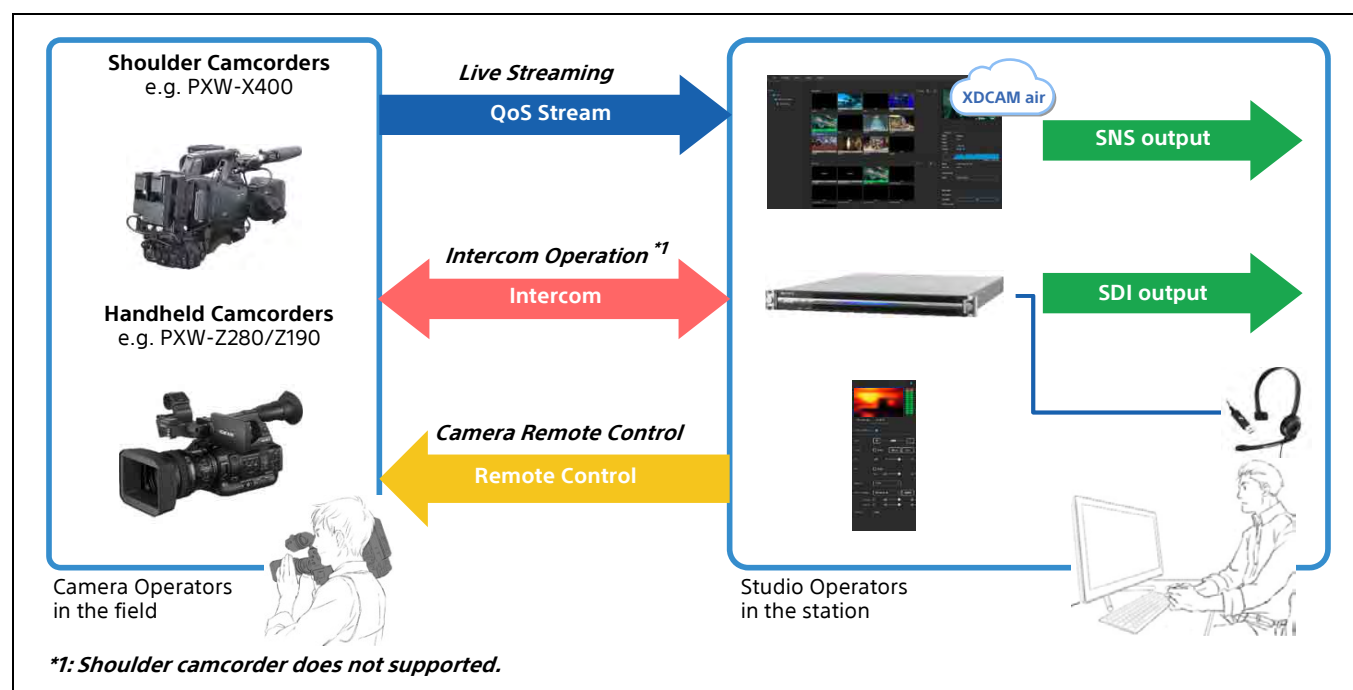 Shoulder Camcorders
e.g. PXW-X400
Handheld Camcorders
e.g. PXW-Z280/Z190
XDCAM
Camera Operators
in the field
Live Streaming
QoS Stream
Intercom Operation *1
Intercom
Camera Remote Control
Remote Control
XDCAM air
SNS output
SDI output
Studio Operators
in the station
*1: Shoulder camcorder does not supported.